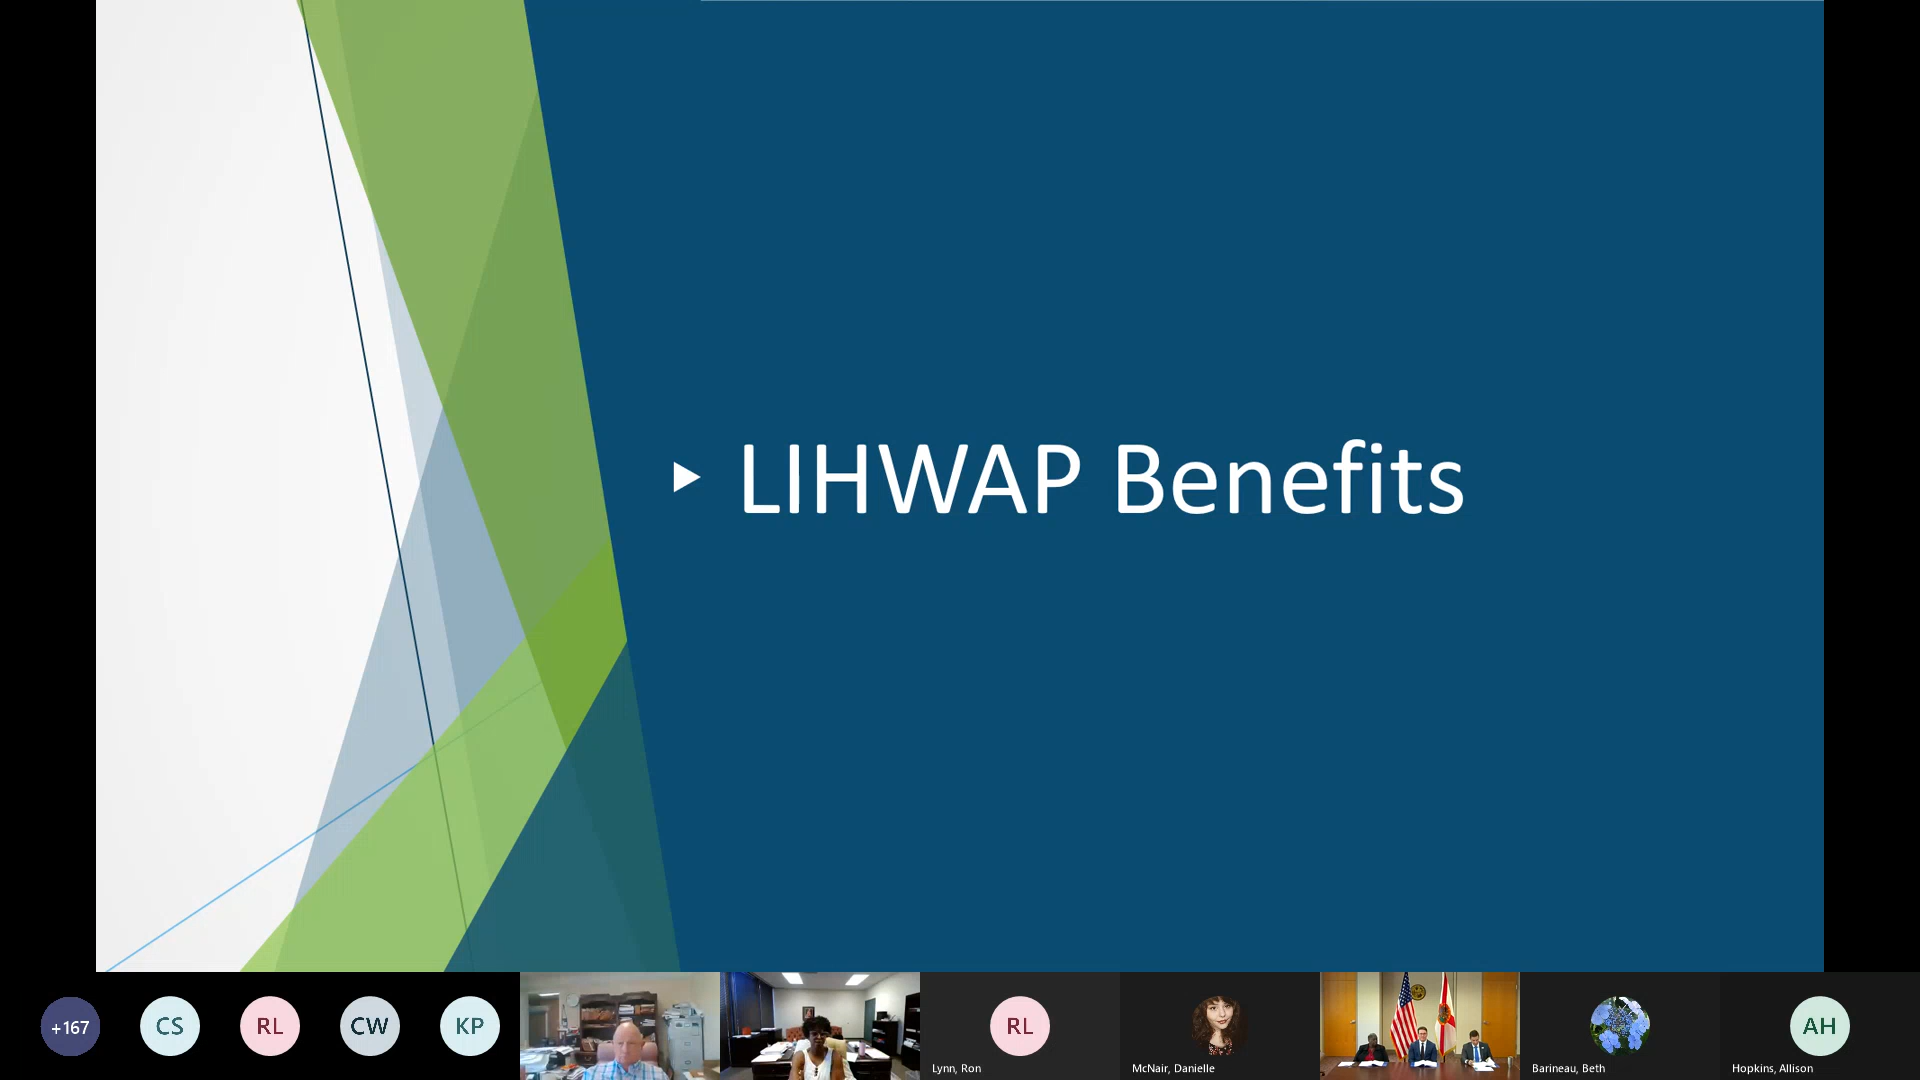 LIHWAP Benefits
+167
CS
RL
CW
KP
RL
AH
Lynn, Ron
McNair, Danielle
Barineau, Beth
Hopkins, Allison